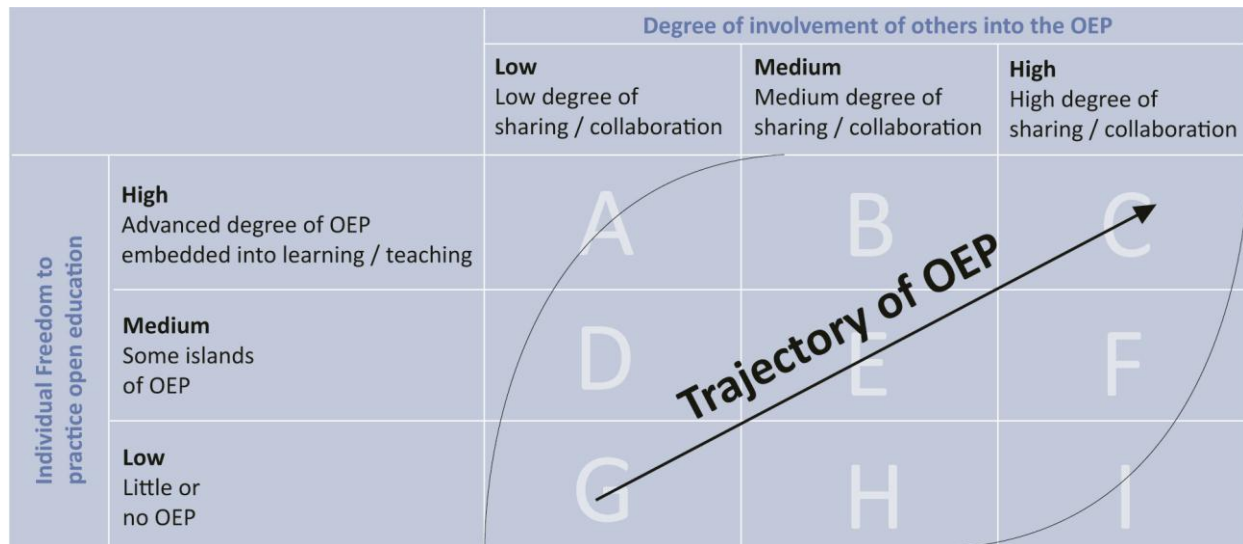 Degree of involvement of others into the OEP
Low
Low degree of
sharing / collaboration
Medium
Medium degree of
sharing / collaboration
High
High degree of
sharing / collaboration
Individual Freedom to
practice open education
High
Advanced degree of OEP
embedded into learning / teaching
A
B
C
Medium
Some islands
of OEP
D
E
F
Low
Little or
no OEP
G
H
I
Trajectory of OEP